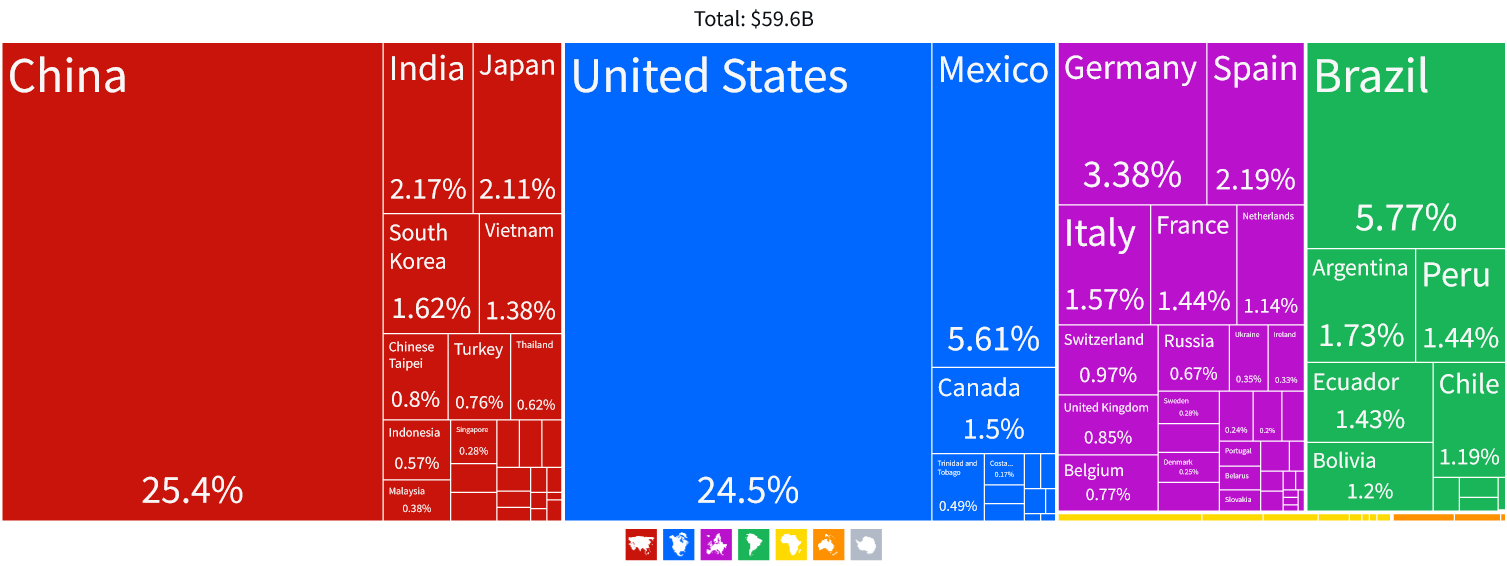 Total: $59.6B
China
25.4%
India
2.17%
Japan
2.11%
South
Korea
1.62%
Vietnam
1.38%
Chinese
Taipei
0.8%
Turkey
0.76%
Thailand
0.62%
Indonesia
0.57%
Singapore
0.28%
Malaysia
0.38%
United States
24.5%
Mexico
5.61%
Canada
1.5%
Trinidad and
Tobago
0.49%
Costa...
0.17%
Germany
3.38%
Spain
2.19%
Italy
1.57%
France
1.44%
Netherlands
1.14%
Switzerland
0.97%
Russia
0.67%
Ukraine
0.35%
Ireland
0.33%
United Kingdom
0.85%
Sweden
0.28%
0.24%
0.2%
Belgium
0.77%
Denmark
0.25%
Portugal
Belarus
Slovakia
Brazil
5.77%
Argentina
1.73%
Peru
1.44%
Ecuador
1.43%
Chile
1.19%
Bolivia
1.2%